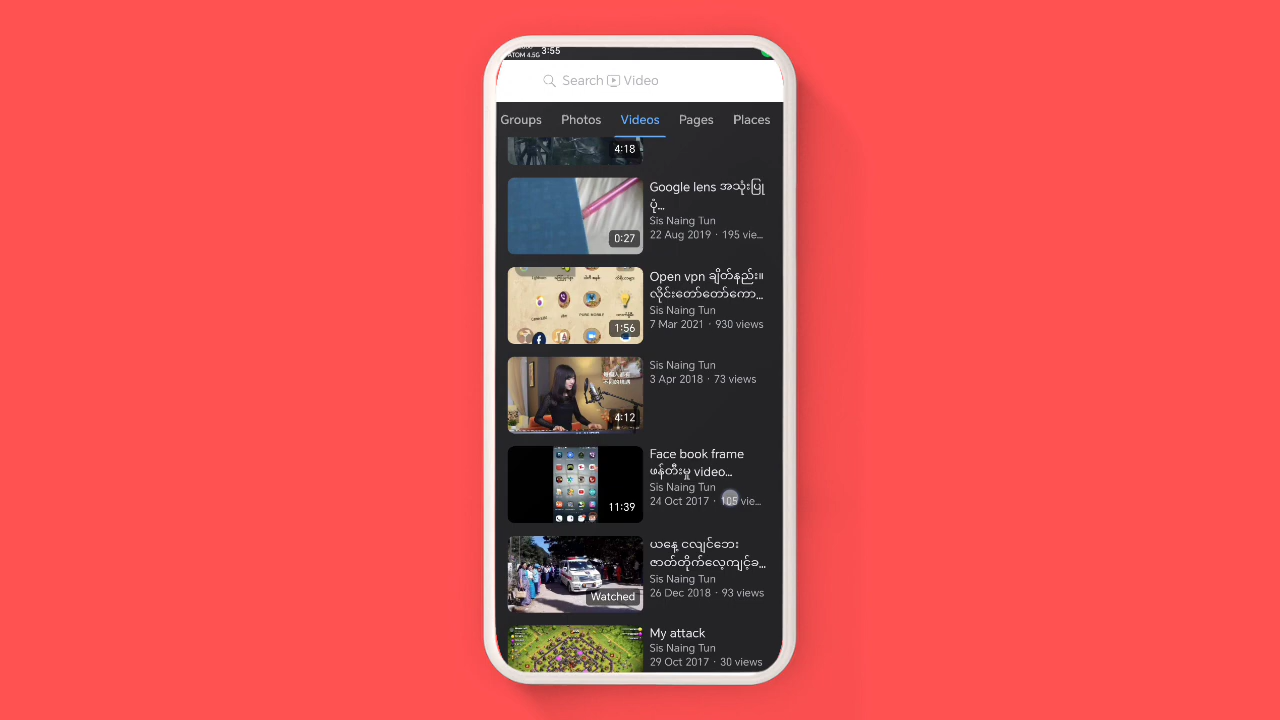 ATOM 4.5G 3:55
Search Video
Groups Photos Videos Pages Places
4:18
Google lens အသုံးပြု
ပုံ...
Sis Naing Tun
22 Aug 2019 · 195 vie...
0:27
Open vpn ချိတ်နည်း။
လိုင်းတော်တော်ကော...
Sis Naing Tun
7 Mar 2021 · 930 views
1:56
Sis Naing Tun
3 Apr 2018 · 73 views
4:12
Face book frame
ဖန်တီးမှု video...
Sis Naing Tun
24 Oct 2017 · 105 vie...
11:39
ယနေ့ ငလျင်ဘေး
ဇာတ်တိုက်လေ့ကျင့်ခ...
Sis Naing Tun
26 Dec 2018 · 93 views
Watched
My attack
Sis Naing Tun
29 Oct 2017 · 30 views